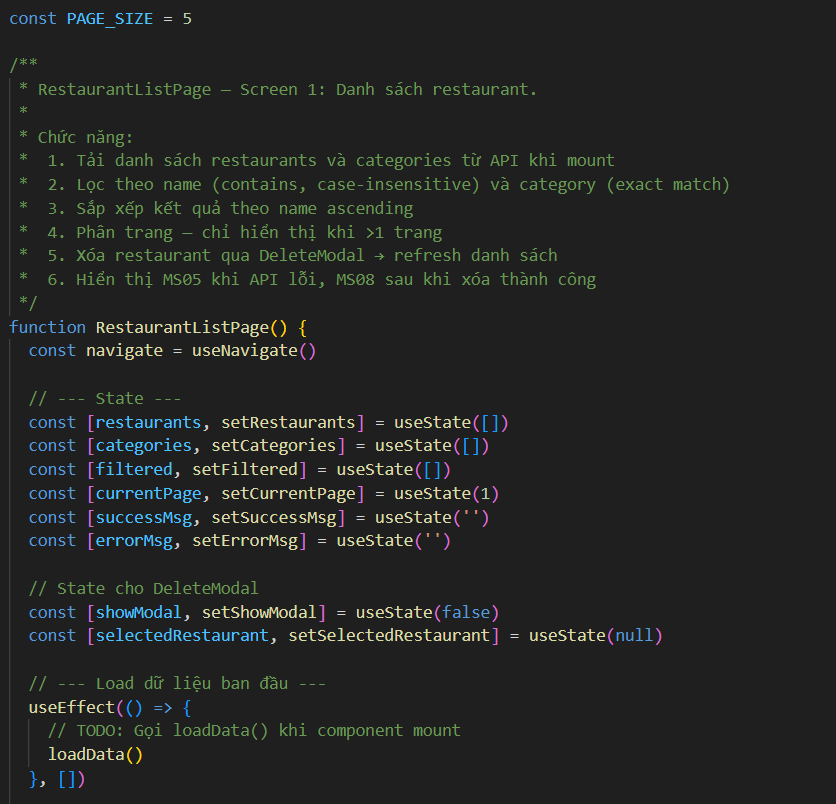 const PAGE_SIZE = 5
/**
 * RestaurantListPage — Screen 1: Danh sách restaurant.
 *
 * Chức năng:
 *  1. Tải danh sách restaurants và categories từ API khi mount
 *  2. Lọc theo name (contains, case-insensitive) và category (exact match)
 *  3. Sắp xếp kết quả theo name ascending
 *  4. Phân trang — chỉ hiển thị khi >1 trang
 *  5. Xóa restaurant qua DeleteModal → refresh danh sách
 *  6. Hiển thị MS05 khi API lỗi, MS08 sau khi xóa thành công
 */
function RestaurantListPage() {
  const navigate = useNavigate()
  // --- State ---
  const [restaurants, setRestaurants] = useState([])
  const [categories, setCategories] = useState([])
  const [filtered, setFiltered] = useState([])
  const [currentPage, setCurrentPage] = useState(1)
  const [successMsg, setSuccessMsg] = useState('')
  const [errorMsg, setErrorMsg] = useState('')
  // State cho DeleteModal
  const [showModal, setShowModal] = useState(false)
  const [selectedRestaurant, setSelectedRestaurant] = useState(null)
  // --- Load dữ liệu ban đầu ---
  useEffect(() => {
    // TODO: Gọi loadData() khi component mount
    loadData()
  }, [])